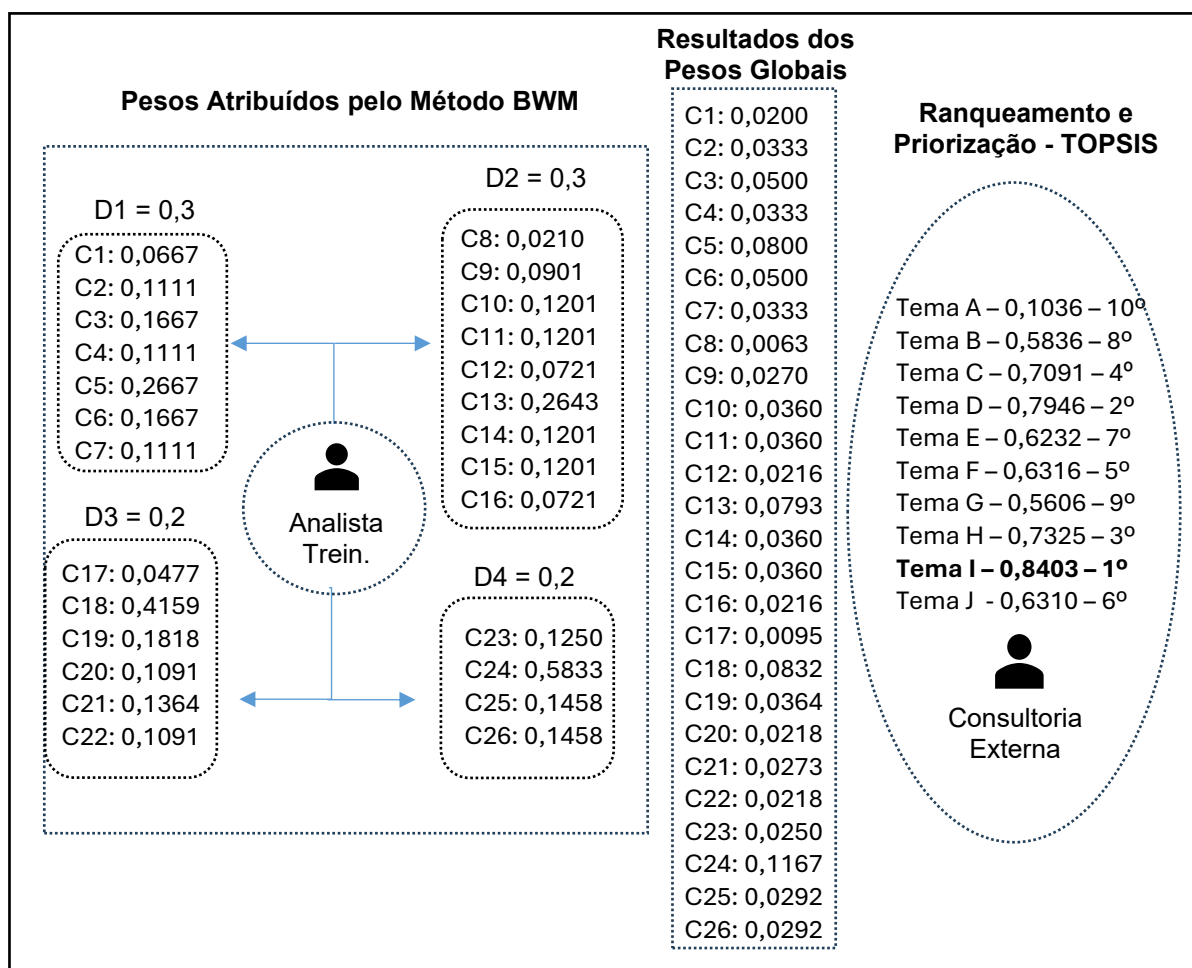 Pesos Atribuídos pelo Método BWM
D1 = 0,3
C1: 0,0667
C2: 0,1111
C3: 0,1667
C4: 0,1111
C5: 0,2667
C6: 0,1667
C7: 0,1111
D2 = 0,3
C8: 0,0210
C9: 0,0901
C10: 0,1201
C11: 0,1201
C12: 0,0721
C13: 0,2643
C14: 0,1201
C15: 0,1201
C16: 0,0721
Analista
Trein.
D3 = 0,2
C17: 0,0477
C18: 0,4159
C19: 0,1818
C20: 0,1091
C21: 0,1364
C22: 0,1091
D4 = 0,2
C23: 0,1250
C24: 0,5833
C25: 0,1458
C26: 0,1458
Resultados dos
Pesos Globais
C1: 0,0200
C2: 0,0333
C3: 0,0500
C4: 0,0333
C5: 0,0800
C6: 0,0500
C7: 0,0333
C8: 0,0063
C9: 0,0270
C10: 0,0360
C11: 0,0360
C12: 0,0216
C13: 0,0793
C14: 0,0360
C15: 0,0360
C16: 0,0216
C17: 0,0095
C18: 0,0832
C19: 0,0364
C20: 0,0218
C21: 0,0273
C22: 0,0218
C23: 0,0250
C24: 0,1167
C25: 0,0292
C26: 0,0292
Ranqueamento e
Priorização - TOPSIS
Tema A – 0,1036 – 10º
Tema B – 0,5836 – 8º
Tema C – 0,7091 – 4º
Tema D – 0,7946 – 2º
Tema E – 0,6232 – 7º
Tema F – 0,6316 – 5º
Tema G – 0,5606 – 9º
Tema H – 0,7325 – 3º
Tema I – 0,8403 – 1º
Tema J - 0,6310 – 6º
Consultoria
Externa